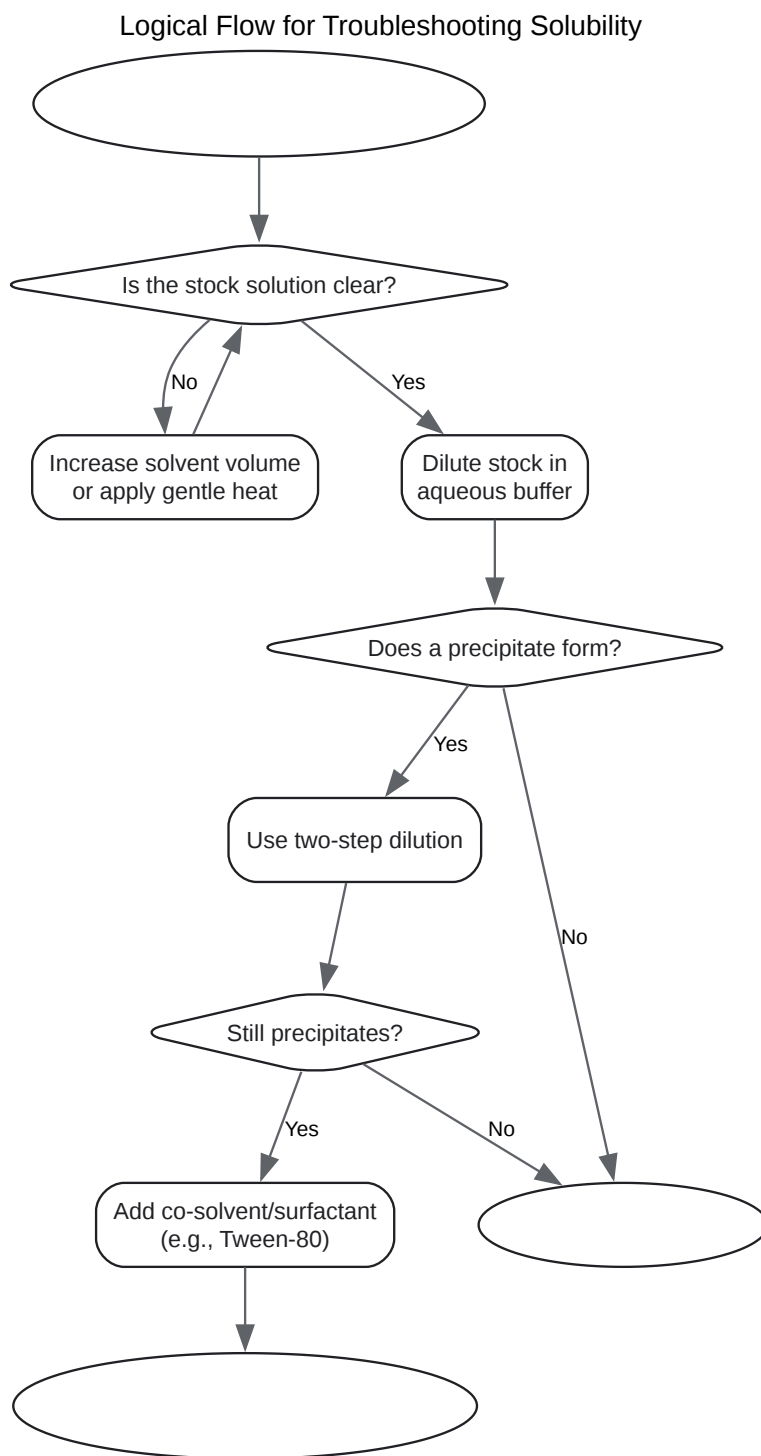 Logical Flow for Troubleshooting Solubility
Is the stock solution clear?
No
Yes
Increase solvent volume
or apply gentle heat
Dilute stock in
aqueous buffer
Does a precipitate form?
Yes
Use two-step dilution
No
Still precipitates?
Yes
No
Add co-solvent/surfactant
(e.g., Tween-80)